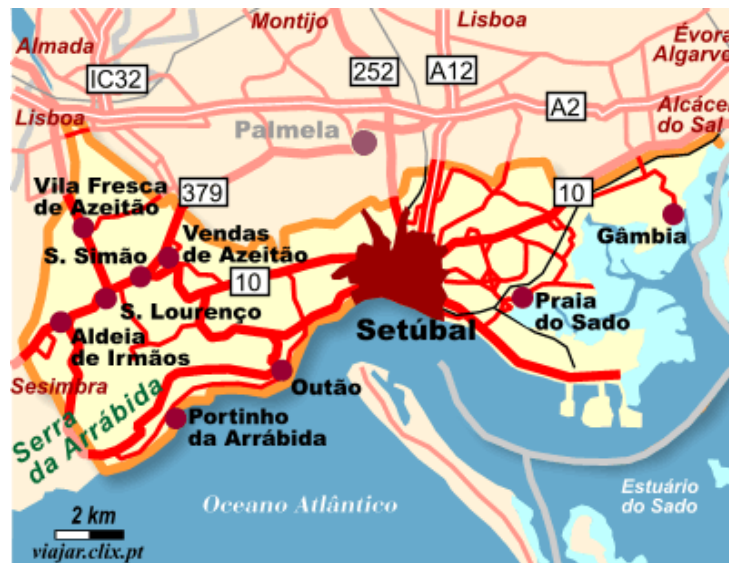 Montijo
Lisboa
Almada
Évora
Algarve
IC32
252
A12
A2
Lisboa
Alcácer
do Sal
Palmela
Vila Fresca
de Azeitão
379
10
Vendas
de Azeitão
Gâmbia
S. Simão
10
S. Lourenço
Praia
do Sado
Setúbal
Aldeia
de Irmãos
Sesimbra
Outão
Serra
da Arrábida
Portinho
da Arrábida
Oceano Atlântico
Estuário
do Sado
2 km
viajar.clix.pt